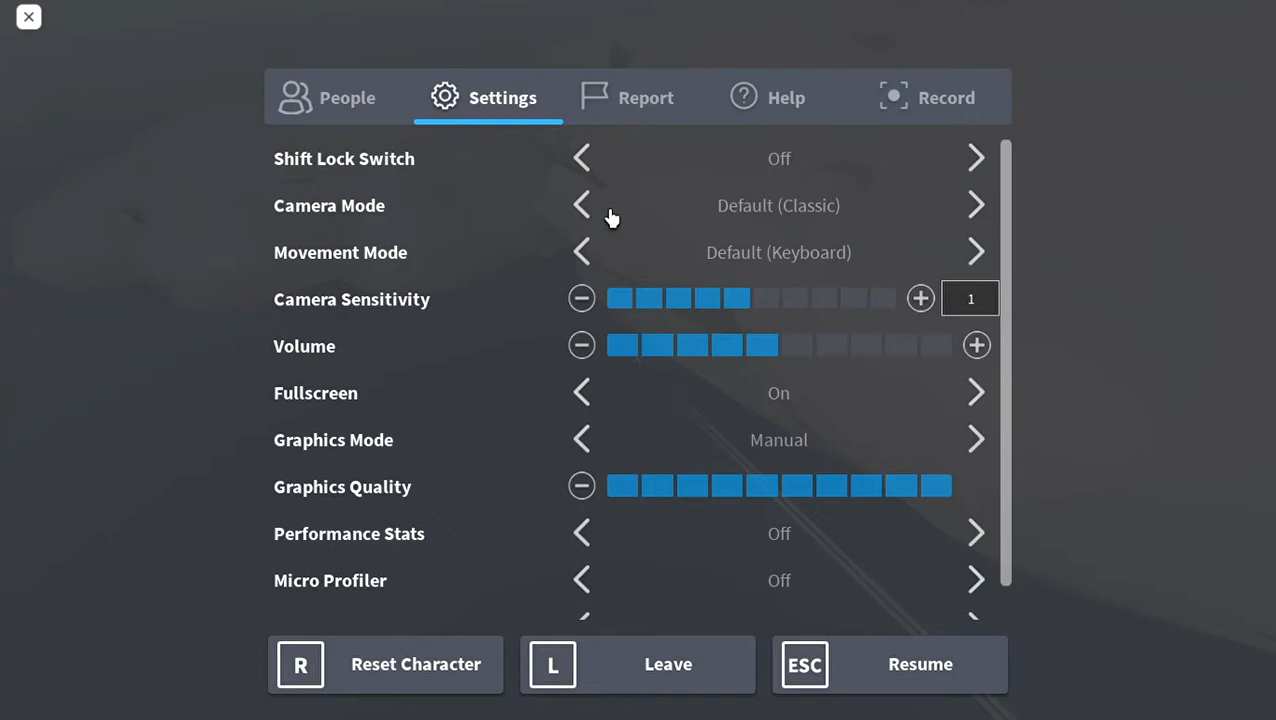 People Settings Report Help Record
Shift Lock Switch Off
Camera Mode Default (Classic)
Movement Mode Default (Keyboard)
Camera Sensitivity 1
Volume
Fullscreen On
Graphics Mode Manual
Graphics Quality
Performance Stats Off
Micro Profiler Off
R Reset Character L Leave ESC Resume